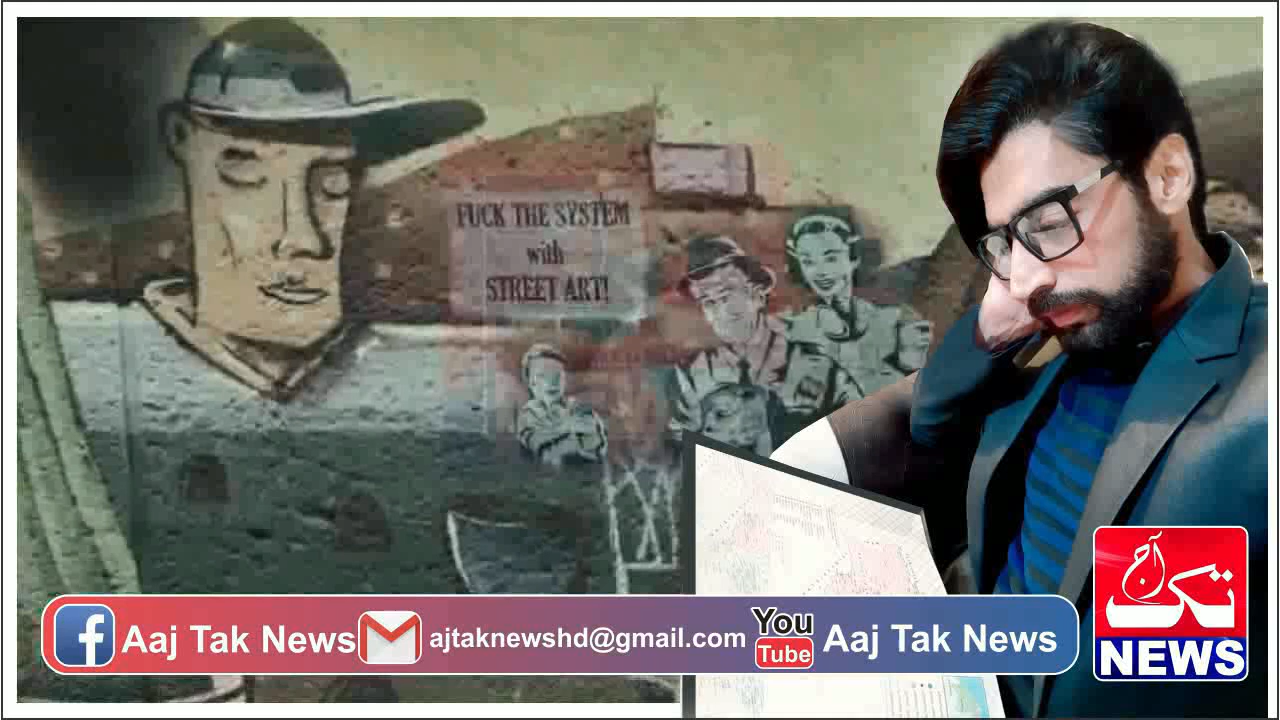 FUCK THE SYSTEM
with
STREET ART!
f Aaj Tak News
ajtaknewshd@gmail.com
You Tube Aaj Tak News
آج تک
NEWS